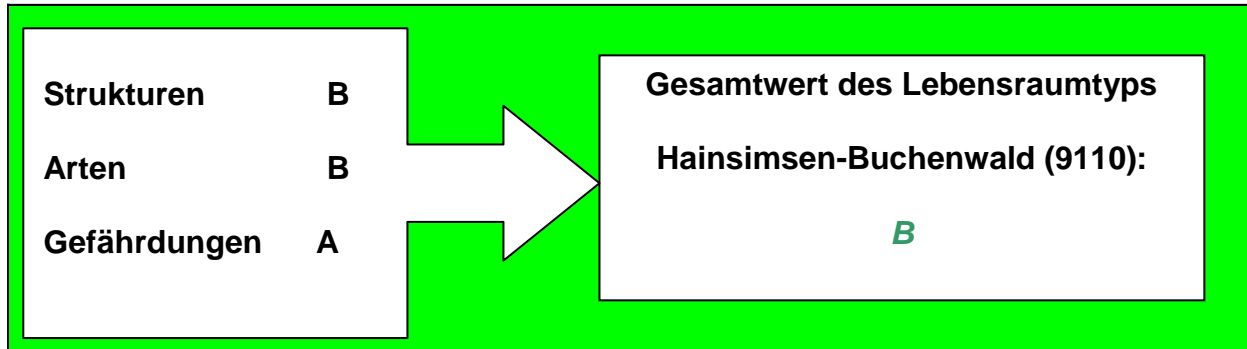 Strukturen B
Arten B
Gefährdungen A
Gesamtwert des Lebensraumtyps
Hainsimsen-Buchenwald (9110):
B